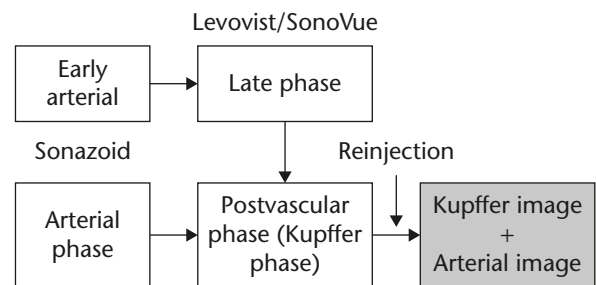 Levovist/SonoVue
Early
arterial
Late phase
Sonazoid
Reinjection
Arterial
phase
Postvascular
phase (Kupffer
phase)
Kupffer image
+
Arterial image